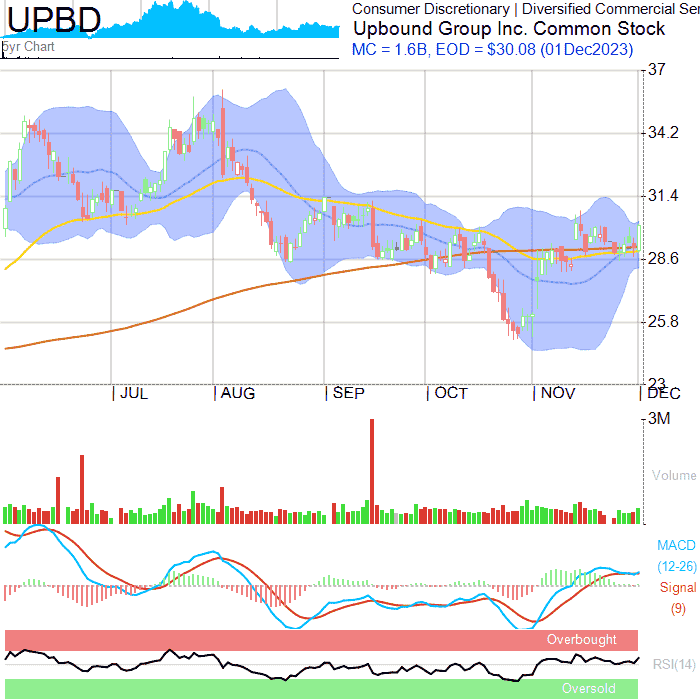 UPBD
Consumer Discretionary | Diversified Commercial Ser
Upbound Group Inc. Common Stock
MC = 1.6B, EOD = $30.08 (01Dec2023)
5yr Chart
37
34.2
31.4
28.6
25.8
23
JUL AUG SEP OCT NOV DEC
3M
Volume
MACD
(12-26)
Signal
(9)
Overbought
RSI(14)
Oversold